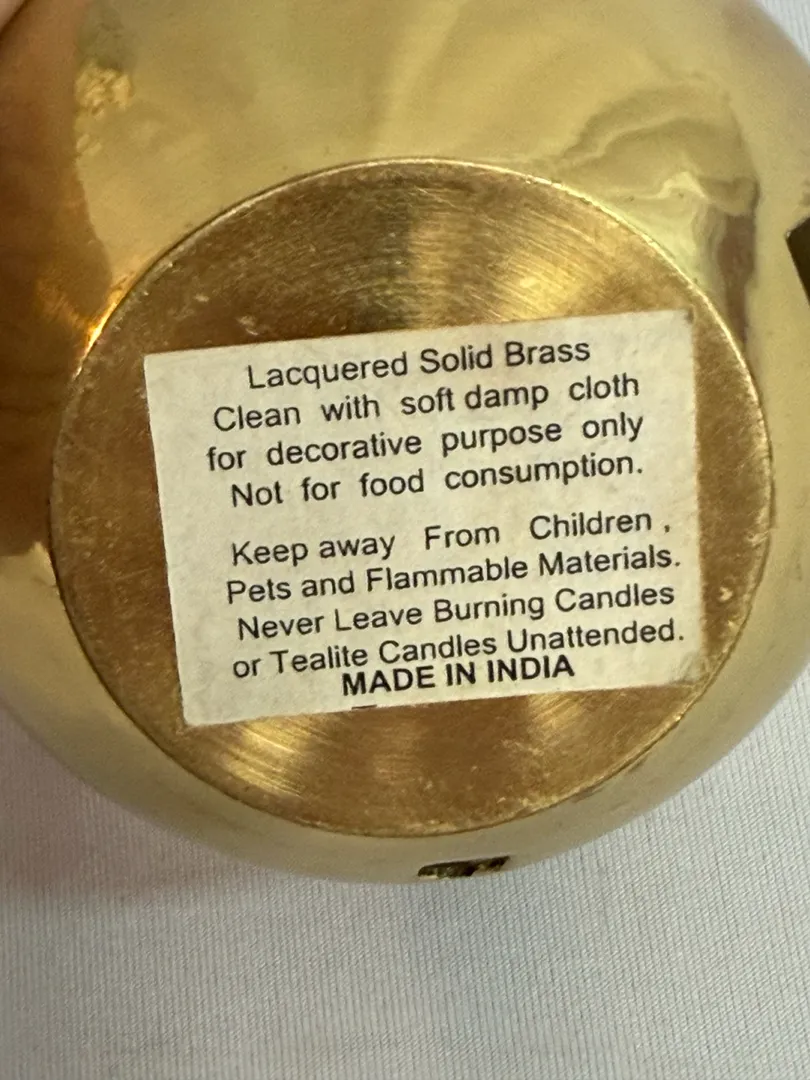 Lacquered Solid Brass
Clean with soft damp cloth
for decorative purpose only
Not for food consumption.
Keep away From Children ,
Pets and Flammable Materials.
Never Leave Burning Candles
or Tealite Candles Unattended.
MADE IN INDIA